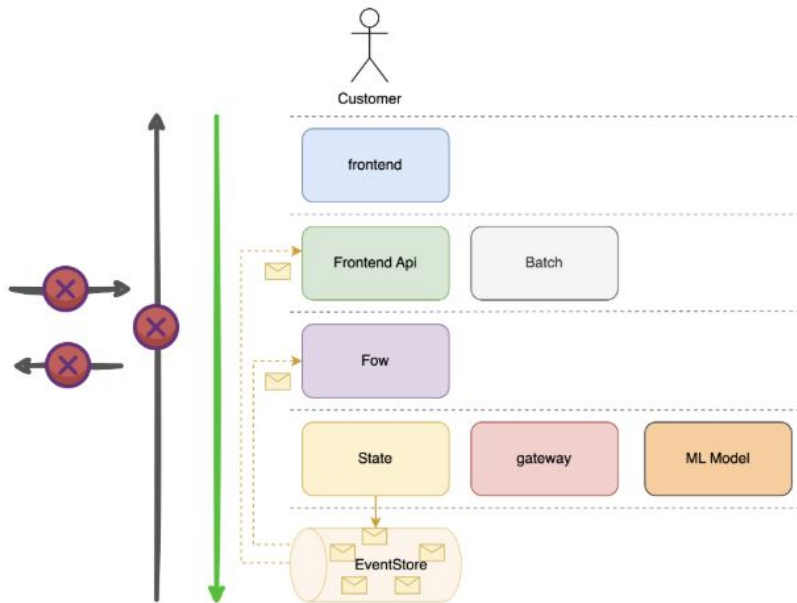 Customer
frontend
Frontend Api
Batch
Fow
State
gateway
ML Model
EventStore